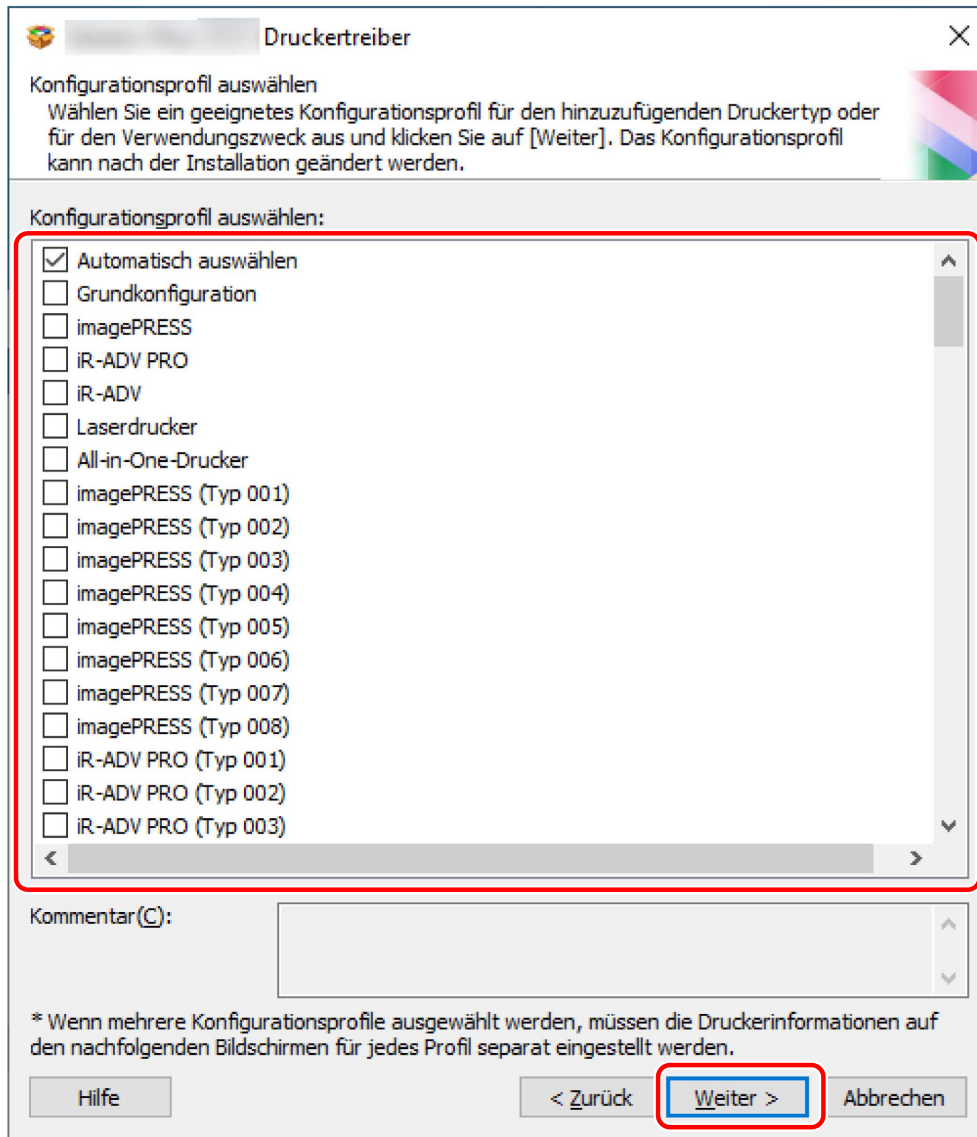 Druckertreiber
Konfigurationsprofil auswählen
Wählen Sie ein geeignetes Konfigurationsprofil für den hinzuzufügenden Druckertyp oder
für den Verwendungszweck aus und klicken Sie auf [Weiter]. Das Konfigurationsprofil
kann nach der Installation geändert werden.
Konfigurationsprofil auswählen:
Automatisch auswählen
Grundkonfiguration
imagePRESS
iR-ADV PRO
iR-ADV
Laserdrucker
All-in-One-Drucker
imagePRESS (Typ 001)
imagePRESS (Typ 002)
imagePRESS (Typ 003)
imagePRESS (Typ 004)
imagePRESS (Typ 005)
imagePRESS (Typ 006)
imagePRESS (Typ 007)
imagePRESS (Typ 008)
iR-ADV PRO (Typ 001)
iR-ADV PRO (Typ 002)
iR-ADV PRO (Typ 003)
Kommentar(C):
* Wenn mehrere Konfigurationsprofile ausgewählt werden, müssen die Druckerinformationen auf
den nachfolgenden Bildschirmen für jedes Profil separat eingestellt werden.
Hilfe < Zurück Weiter > Abbrechen